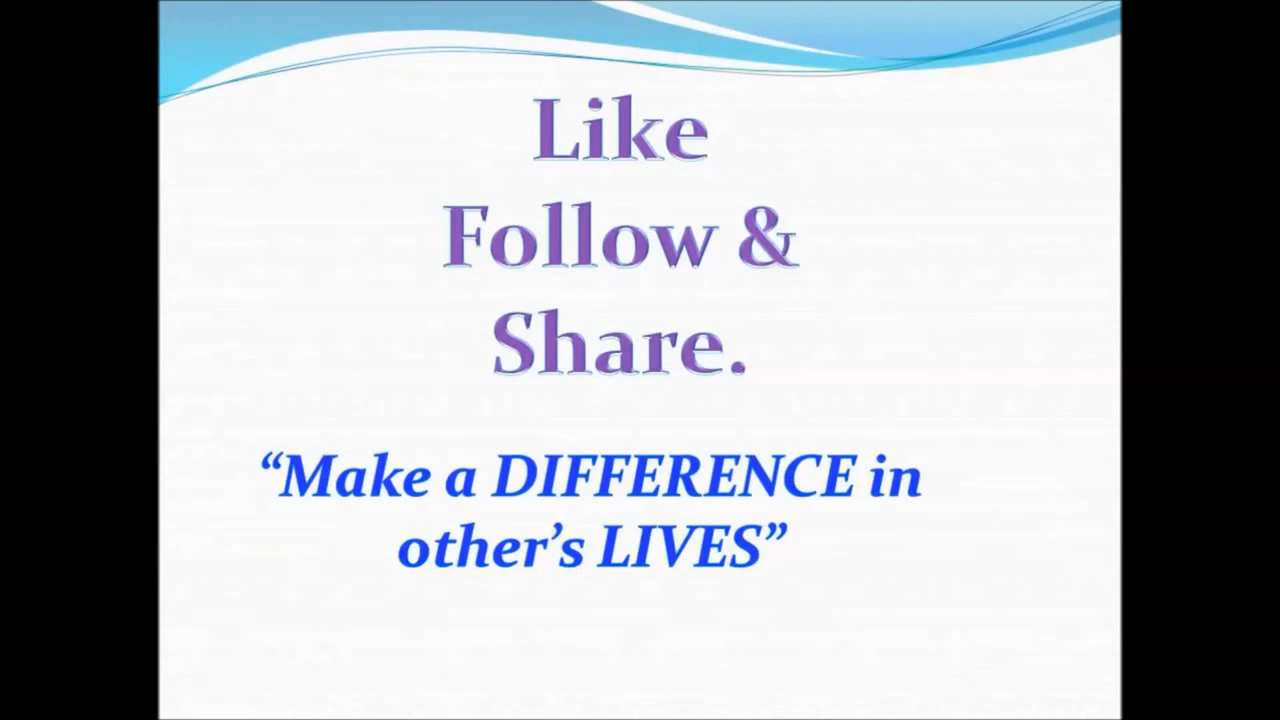 Like
Follow &
Share.
“Make a DIFFERENCE in
other’s LIVES”